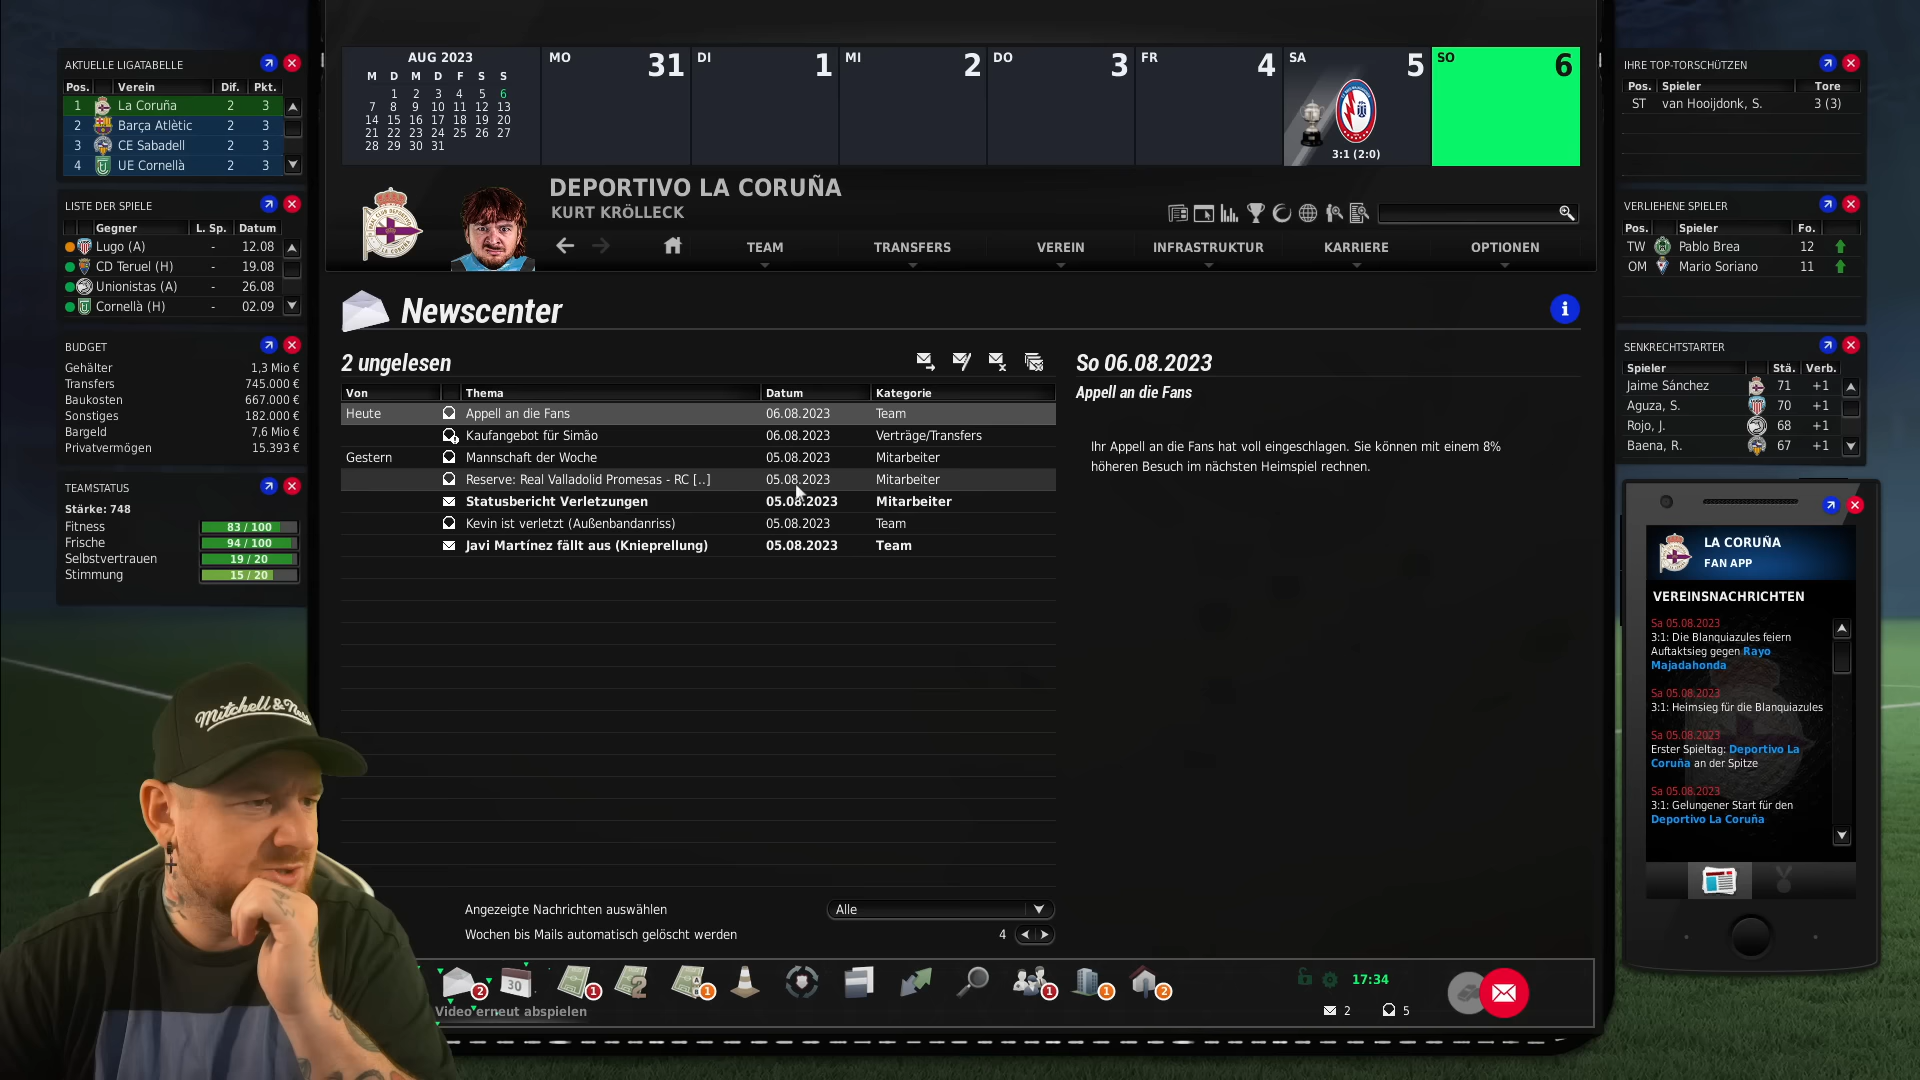 AKTUELLE LIGATABELLE
Pos. Verein Dif. Pkt.
1 La Coruña 2 3
2 Barça Atlètic 2 3
3 CE Sabadell 2 3
4 UE Cornellà 2 3
LISTE DER SPIELE
Gegner L. Sp. Datum
Lugo (A) - 12.08
CD Teruel (H) - 19.08
Unionistas (A) - 26.08
Cornellà (H) - 02.09
BUDGET
Gehälter 1,3 Mio €
Transfers 745.000 €
Baukosten 667.000 €
Sonstiges 182.000 €
Bargeld 7,6 Mio €
Privatvermögen 15.393 €
TEAMSTATUS
Stärke: 748
Fitness 83 / 100
Frische 94 / 100
Selbstvertrauen 19 / 20
Stimmung 15 / 20
Mitchell & Ness
AUG 2023
M D M D F S S
1 2 3 4 5 6
7 8 9 10 11 12 13
14 15 16 17 18 19 20
21 22 23 24 25 26 27
28 29 30 31
MO 31
DI 1
MI 2
DO 3
FR 4
SA 5
3:1 (2:0)
SO 6
DEPORTIVO LA CORUÑA
KURT KRÖLLECK
TEAM TRANSFERS VEREIN INFRASTRUKTUR KARRIERE OPTIONEN
Newscenter
2 ungelesen
Von Thema Datum Kategorie
Heute Appell an die Fans 06.08.2023 Team
Kaufangebot für Simão 06.08.2023 Verträge/Transfers
Gestern Mannschaft der Woche 05.08.2023 Mitarbeiter
Reserve: Real Valladolid Promesas - RC [..] 05.08.2023 Mitarbeiter
Statusbericht Verletzungen 05.08.2023 Mitarbeiter
Kevin ist verletzt (Außenbandanriss) 05.08.2023 Team
Javi Martínez fällt aus (Knieprellung) 05.08.2023 Team
So 06.08.2023
Appell an die Fans
Ihr Appell an die Fans hat voll eingeschlagen. Sie können mit einem 8%
höheren Besuch im nächsten Heimspiel rechnen.
Angezeigte Nachrichten auswählen Alle
Wochen bis Mails automatisch gelöscht werden 4
2 30 1 2 1 1 1 2
Video erneut abspielen
17:34
2 5
IHRE TOP-TORSCHÜTZEN
Pos. Spieler Tore
ST van Hooijdonk, S. 3 (3)
VERLIEHENE SPIELER
Pos. Spieler Fo.
TW Pablo Brea 12
OM Mario Soriano 11
SENKRECHTSTARTER
Spieler Stä. Verb.
Jaime Sánchez 71 +1
Aguza, S. 70 +1
Rojo, J. 68 +1
Baena, R. 67 +1
LA CORUÑA
FAN APP
VEREINSNACHRICHTEN
Sa 05.08.2023
3:1: Die Blanquiazules feiern
Auftaktsieg gegen Rayo
Majadahonda
Sa 05.08.2023
3:1: Heimsieg für die Blanquiazules
Sa 05.08.2023
Erster Spieltag: Deportivo La
Coruña an der Spitze
Sa 05.08.2023
3:1: Gelungener Start für den
Deportivo La Coruña